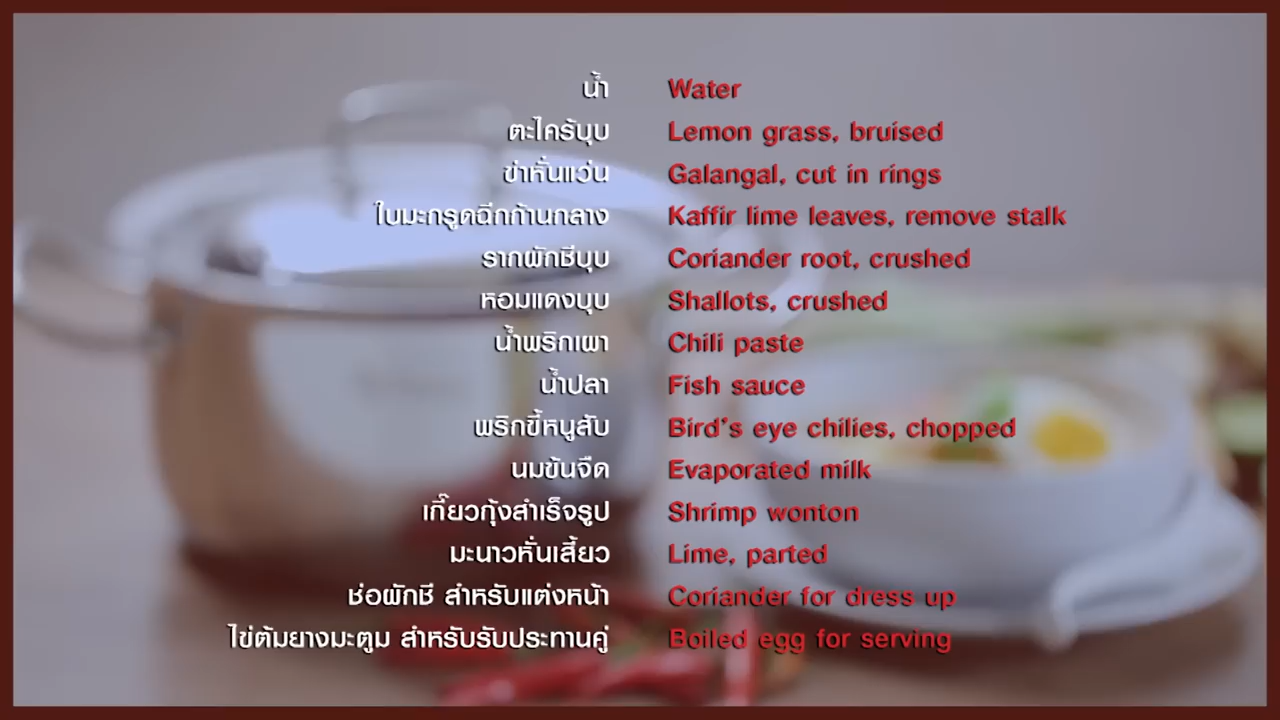 น้ำ Water
ตะไคร้บุบ Lemon grass, bruised
ข่าหั่นแว่น Galangal, cut in rings
ใบมะกรูดฉีกก้านกลาง Kaffir lime leaves, remove stalk
รากผักชีบุบ Coriander root, crushed
หอมแดงบุบ Shallots, crushed
น้ำพริกเผา Chili paste
น้ำปลา Fish sauce
พริกขี้หนูสับ Bird's eye chilies, chopped
นมข้นจืด Evaporated milk
เกี๊ยวกุ้งสำเร็จรูป Shrimp wonton
มะนาวหั่นเสี้ยว Lime, parted
ช่อผักชี สำหรับแต่งหน้า Coriander for dress up
ไข่ต้มยางมะตูม สำหรับรับประทานคู่ Boiled egg for serving